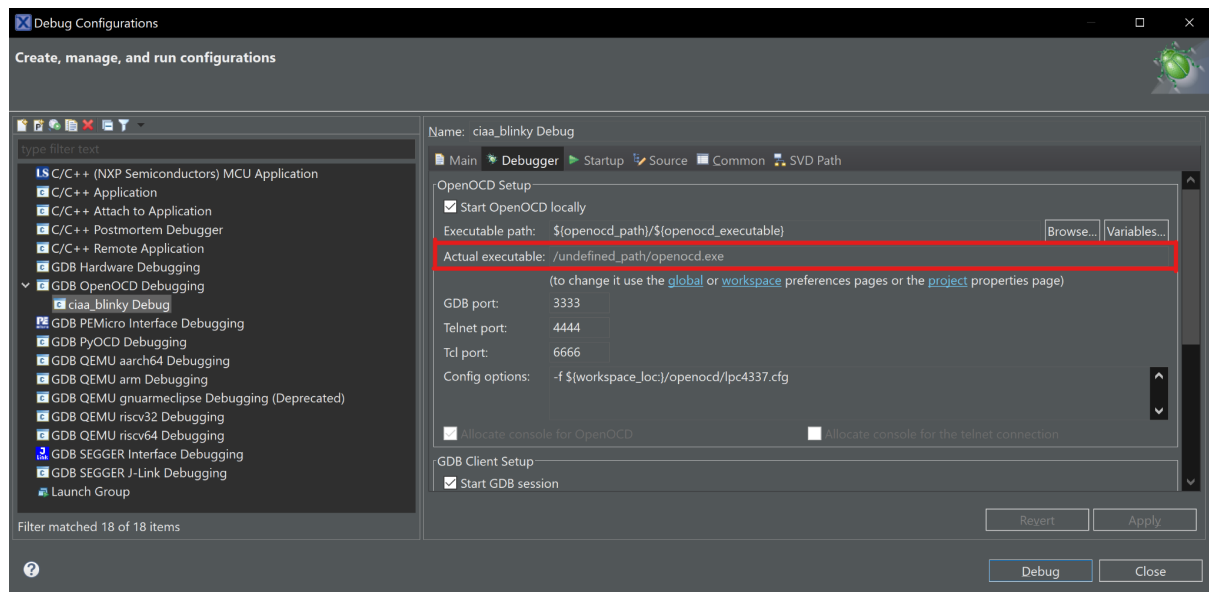 Debug Configurations
Create, manage, and run configurations
type filter text
C/C++ (NXP Semiconductors) MCU Application
C/C++ Application
C/C++ Attach to Application
C/C++ Postmortem Debugger
C/C++ Remote Application
GDB Hardware Debugging
GDB OpenOCD Debugging
ciaa_blinky Debug
GDB PEMicro Interface Debugging
GDB PyOCD Debugging
GDB QEMU aarch64 Debugging
GDB QEMU arm Debugging
GDB QEMU gnuarmeclipse Debugging (Deprecated)
GDB QEMU riscv32 Debugging
GDB QEMU riscv64 Debugging
GDB SEGGER Interface Debugging
GDB SEGGER J-Link Debugging
Launch Group
Filter matched 18 of 18 items
Name: ciaa_blinky Debug
Main Debugger Startup Source Common SVD Path
OpenOCD Setup
Start OpenOCD locally
Executable path: ${openocd_path}/${openocd_executable} Browse... Variables...
Actual executable: /undefined_path/openocd.exe
(to change it use the global or workspace preferences pages or the project properties page)
GDB port: 3333
Telnet port: 4444
Tcl port: 6666
Config options: -f ${workspace_loc:}/openocd/lpc4337.cfg
Allocate console for OpenOCD Allocate console for the telnet connection
GDB Client Setup
Start GDB session
Revert Apply
Debug Close